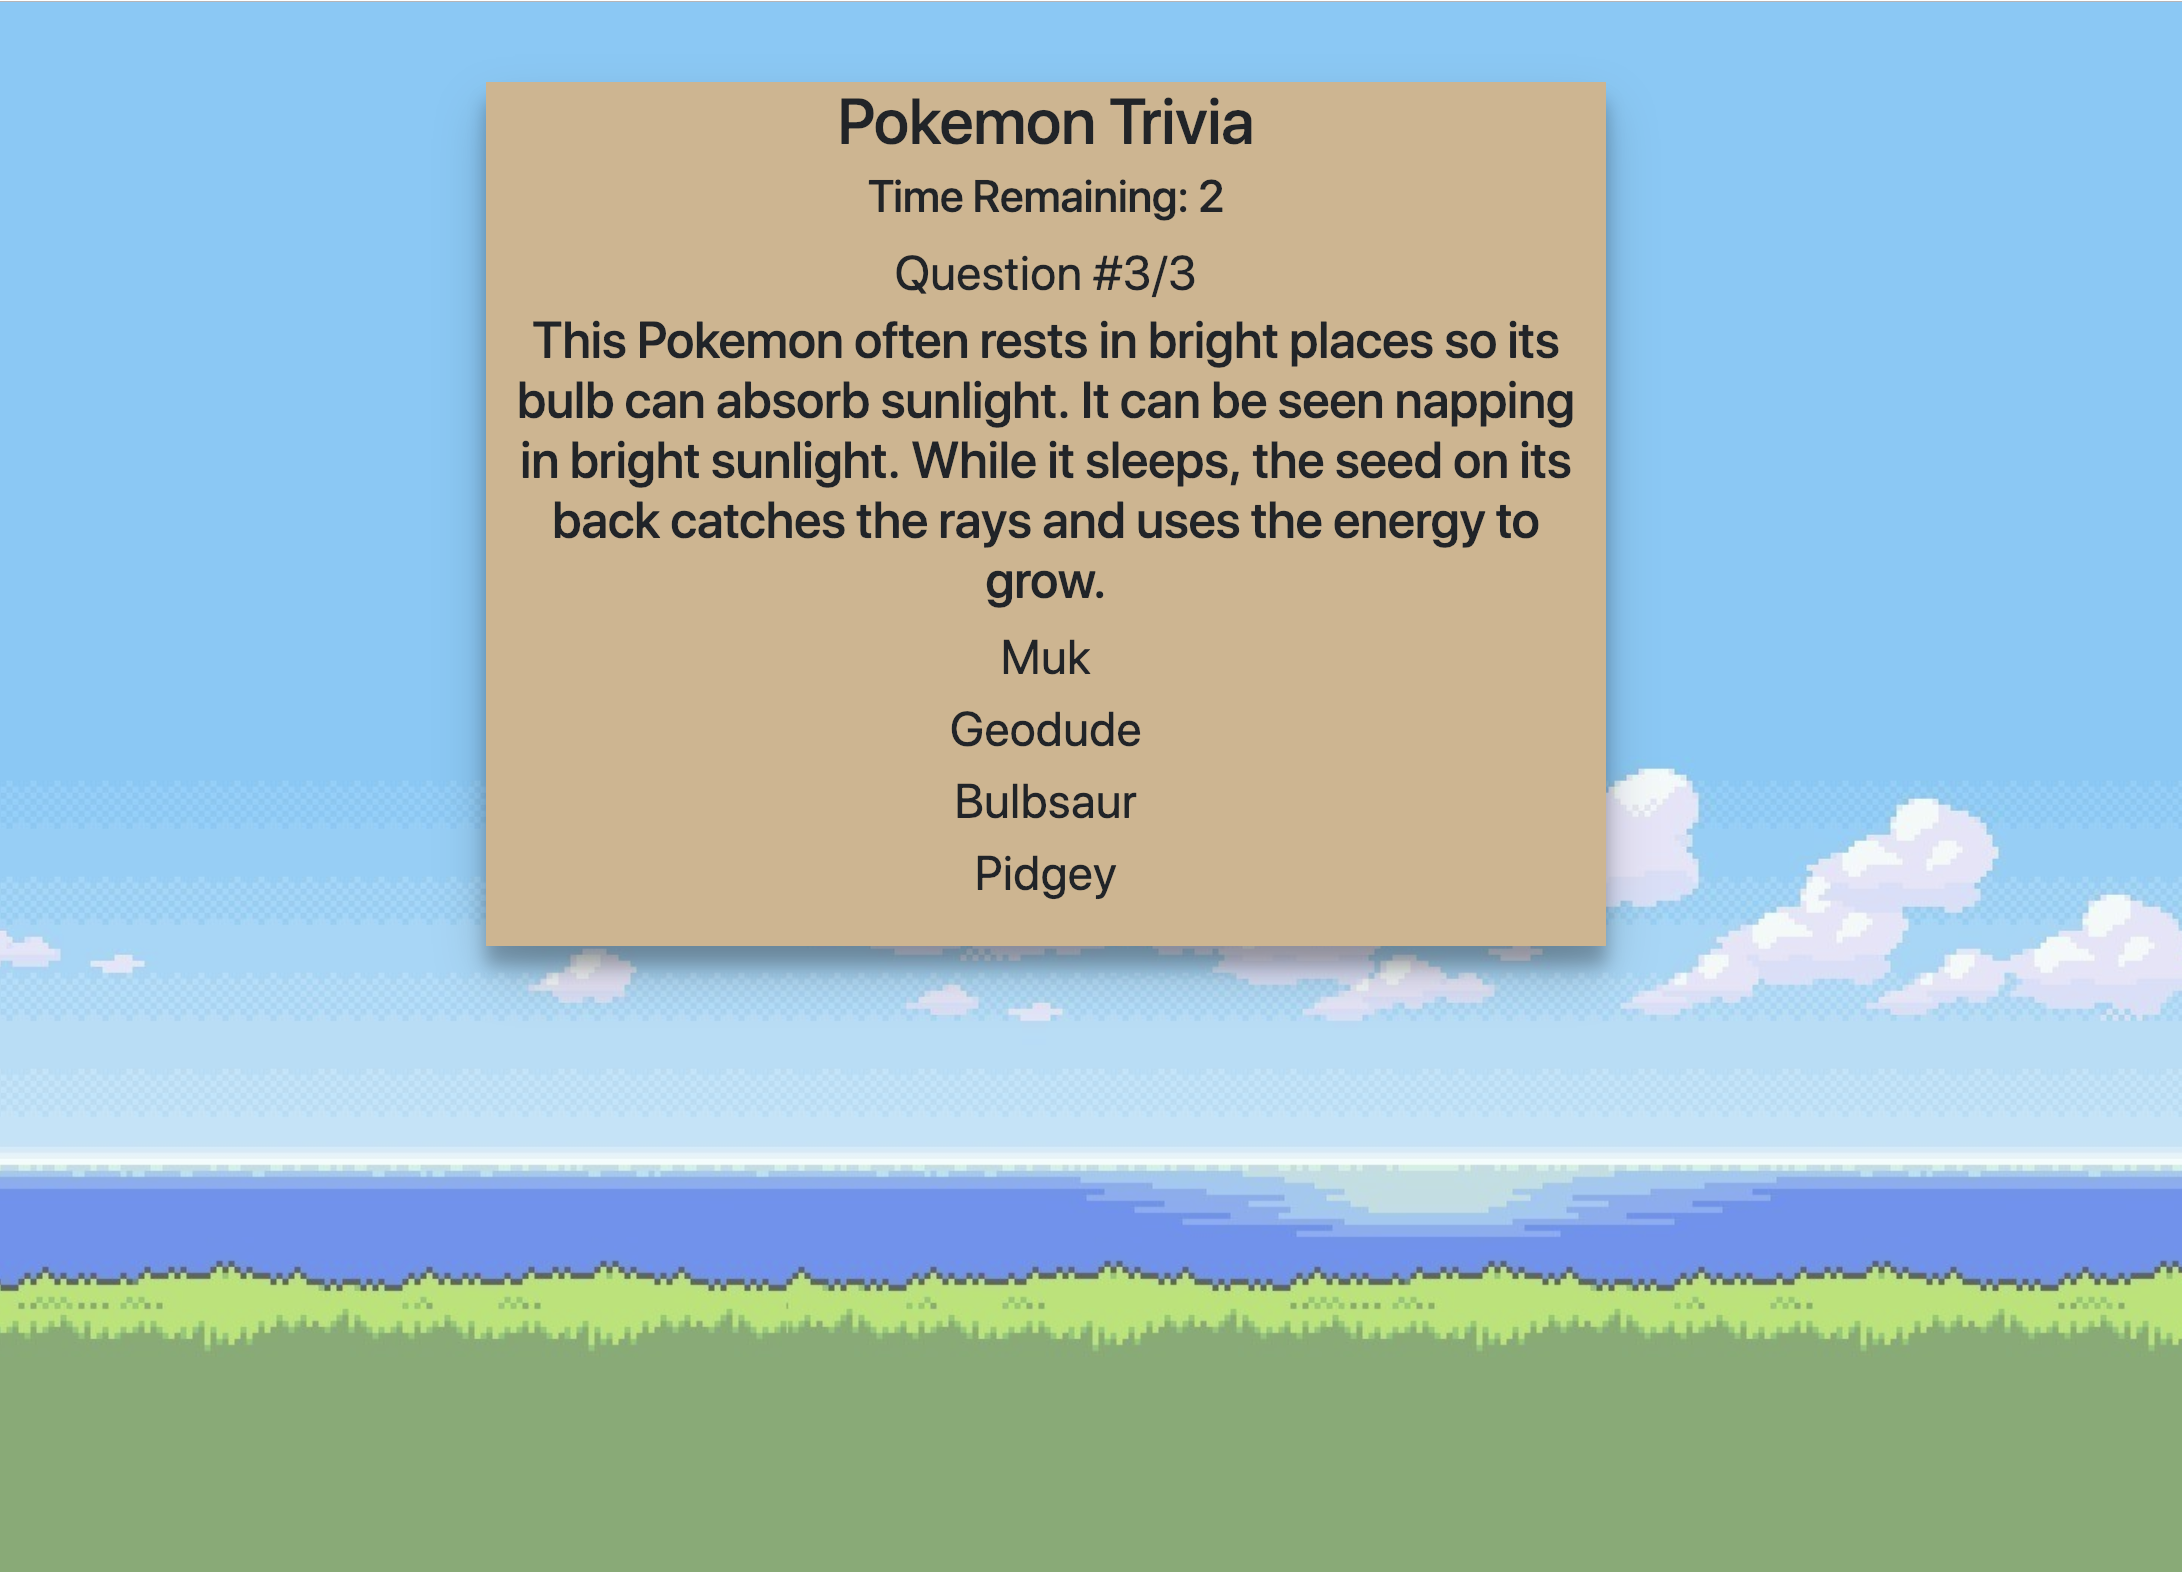 Pokemon Trivia
Time Remaining: 2
Question #3/3
This Pokemon often rests in bright places so its
bulb can absorb sunlight. It can be seen napping
in bright sunlight. While it sleeps, the seed on its
back catches the rays and uses the energy to
grow.
Muk
Geodude
Bulbsaur
Pidgey